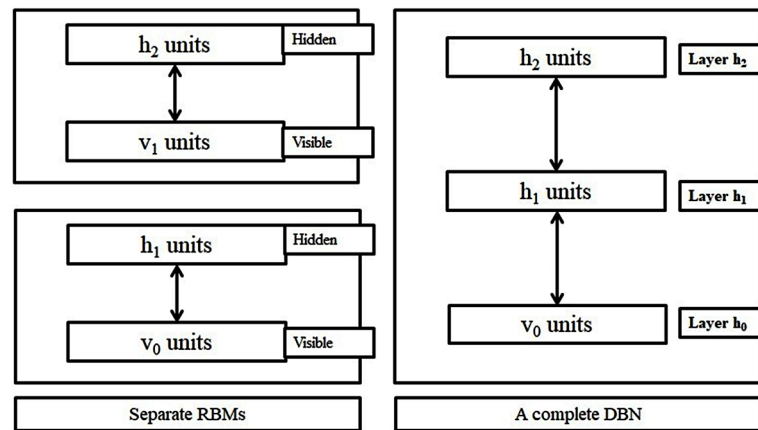 h₂ units
Hidden
v₁ units
Visible
h₁ units
Hidden
v₀ units
Visible
Separate RBMs
h₂ units
Layer h₂
h₁ units
Layer h₁
v₀ units
Layer h₀
A complete DBN